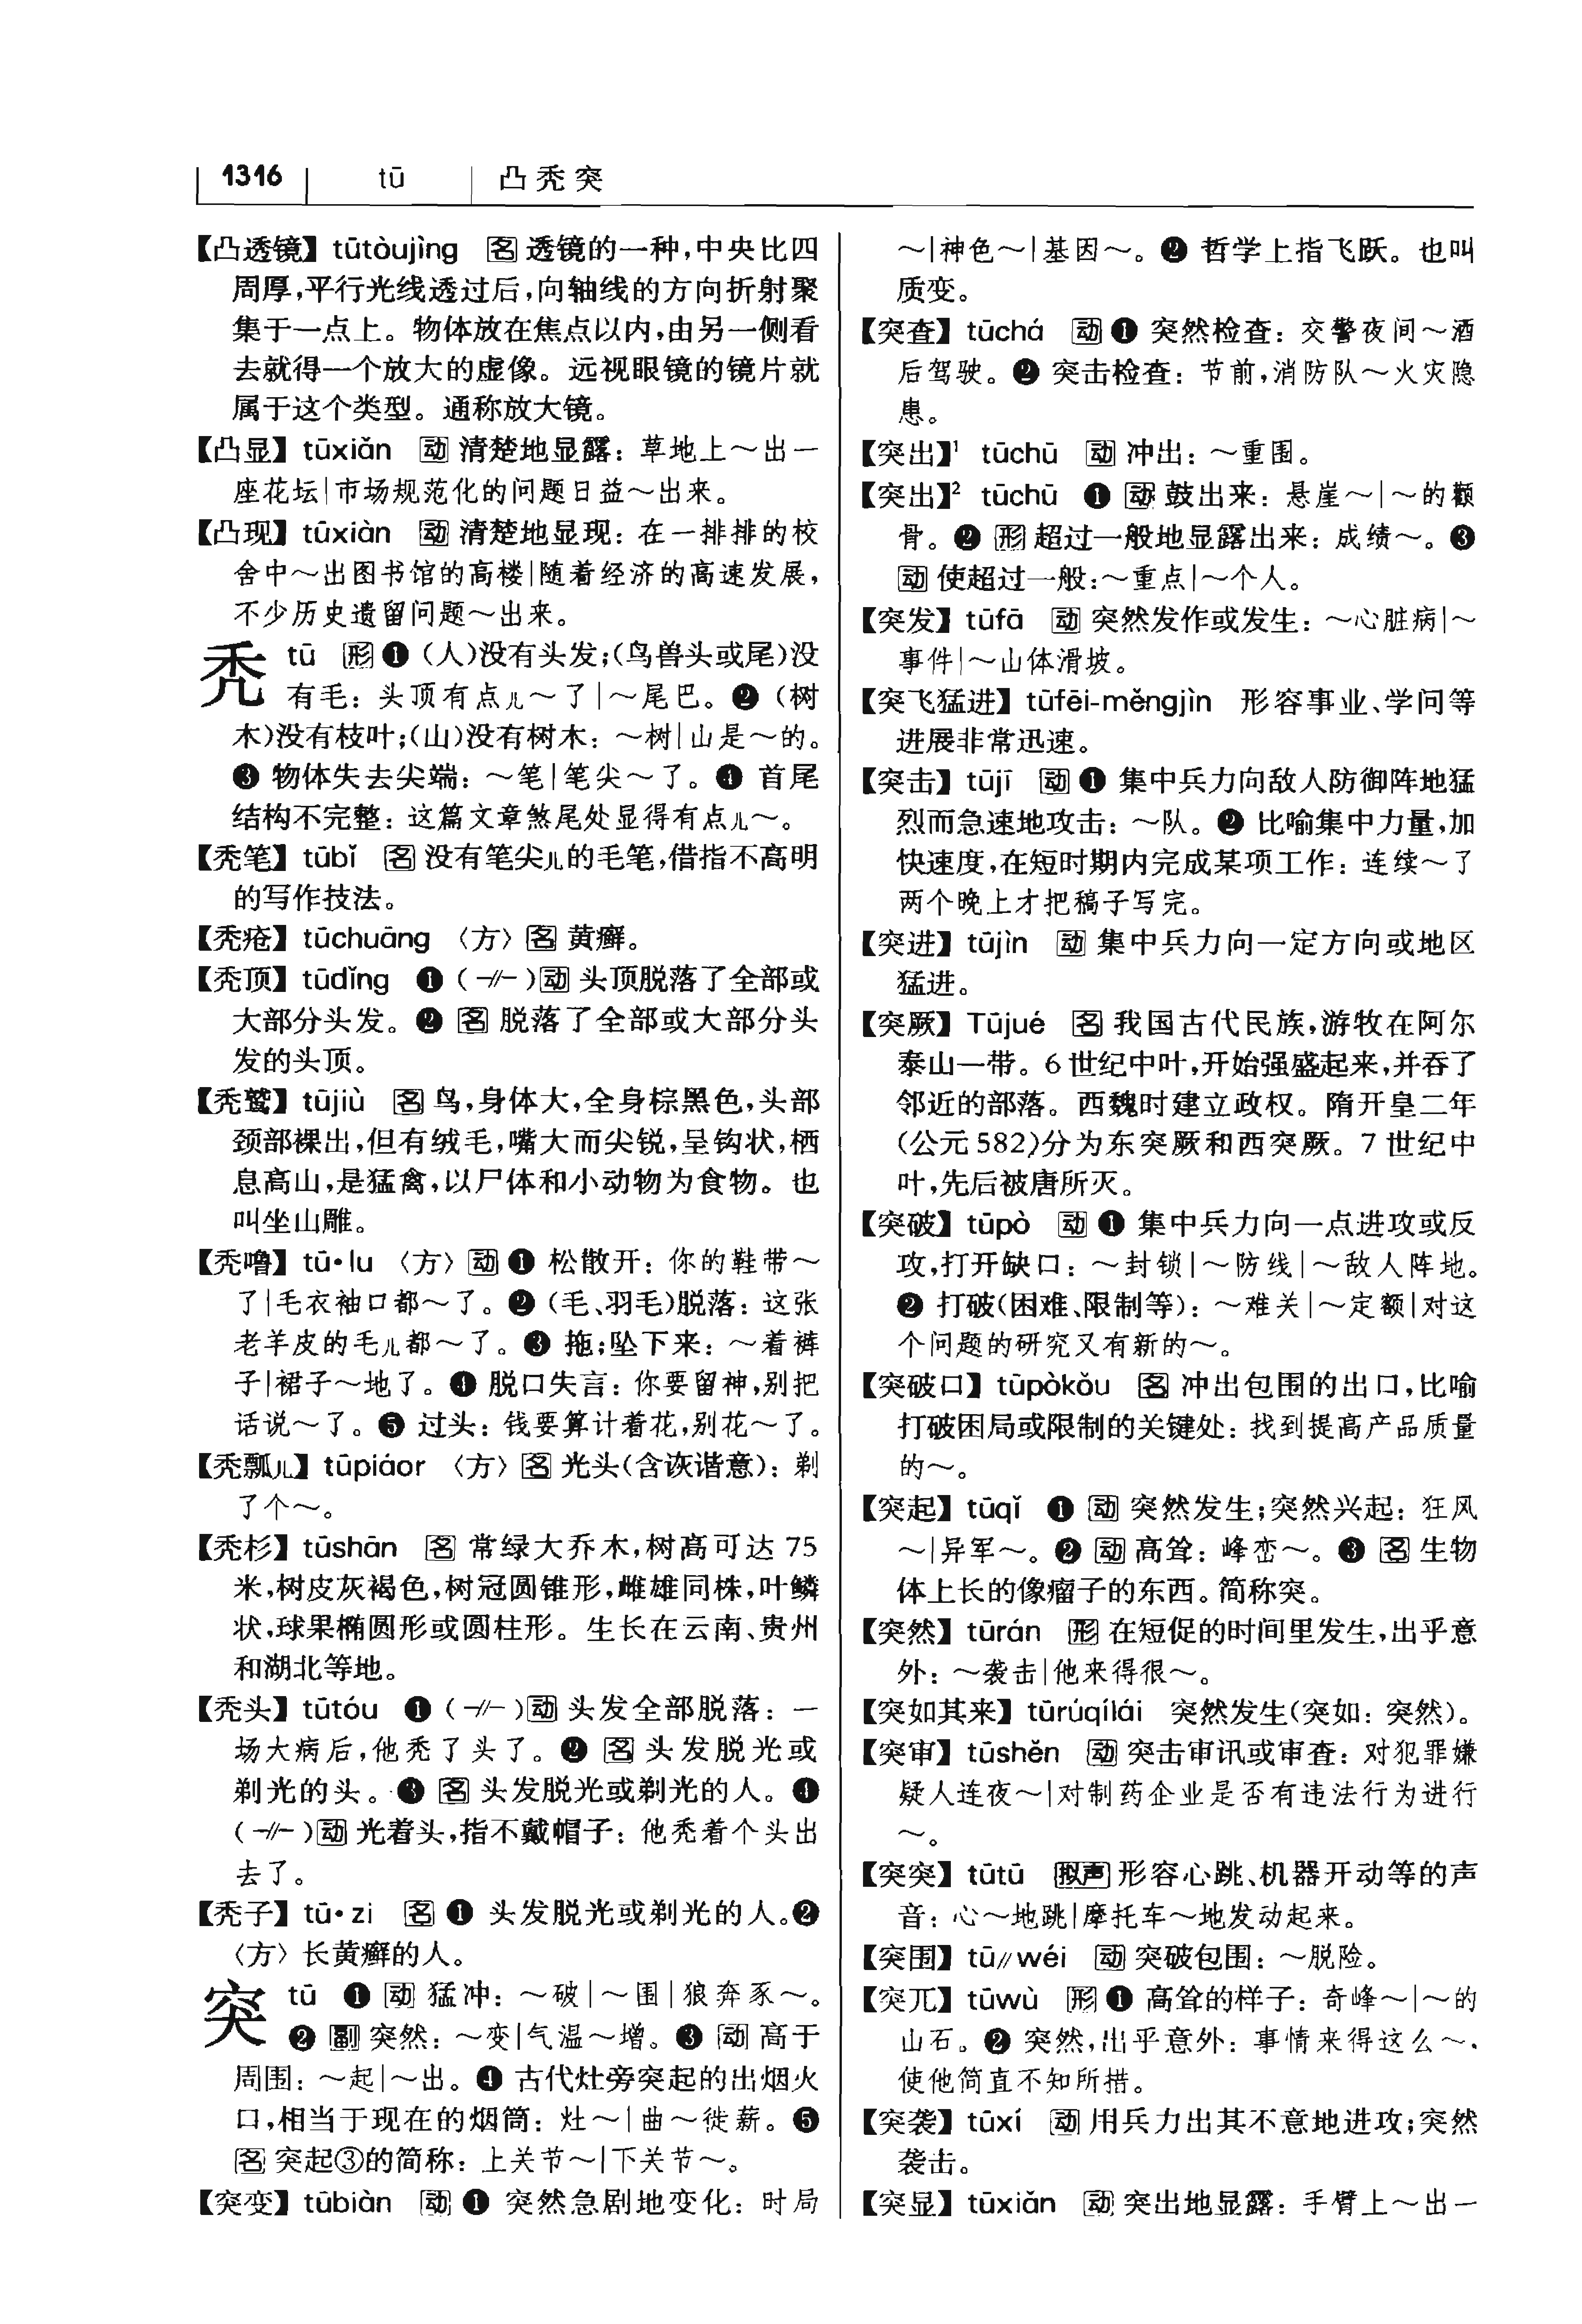 1316 tū 凸秃突
【凸透镜】tūtòujìng 名 透镜的一种,中央比四
周厚,平行光线透过后,向轴线的方向折射聚
集于一点上。物体放在焦点以内,由另一侧看
去就得一个放大的虚像。远视眼镜的镜片就
属于这个类型。通称放大镜。
【凸显】tūxiǎn 动 清楚地显露:草地上~出一
座花坛|市场规范化的问题日益~出来。
【凸现】tūxiàn 动 清楚地显现:在一排排的校
舍中~出图书馆的高楼|随着经济的高速发展,
不少历史遗留问题~出来。
秃 tū 形 ❶(人)没有头发;(鸟兽头或尾)没
有毛:头顶有点儿~了|~尾巴。❷(树
木)没有枝叶;(山)没有树木:~树|山是~的。
❸ 物体失去尖端:~笔|笔尖~了。❹ 首尾
结构不完整:这篇文章煞尾处显得有点儿~。
【秃笔】tūbǐ 名 没有笔尖儿的毛笔,借指不高明
的写作技法。
【秃疮】tūchuāng 〈方〉名 黄癣。
【秃顶】tūdǐng ❶(-//-)动 头顶脱落了全部或
大部分头发。❷ 名 脱落了全部或大部分头
发的头顶。
【秃鹫】tūjiù 名 鸟,身体大,全身棕黑色,头部
颈部裸出,但有绒毛,嘴大而尖锐,呈钩状,栖
息高山,是猛禽,以尸体和小动物为食物。也
叫坐山雕。
【秃噜】tū•lu 〈方〉动 ❶ 松散开:你的鞋带~
了|毛衣袖口都~了。❷(毛、羽毛)脱落:这张
老羊皮的毛儿都~了。❸ 拖;坠下来:~着裤
子|裙子~地了。❹ 脱口失言:你要留神,别把
话说~了。❺ 过头:钱要算计着花,别花~了。
【秃瓢儿】tūpiáor 〈方〉名 光头(含诙谐意):剃
了个~。
【秃杉】tūshān 名 常绿大乔木,树高可达 75
米,树皮灰褐色,树冠圆锥形,雌雄同株,叶鳞
状,球果椭圆形或圆柱形。生长在云南、贵州
和湖北等地。
【秃头】tūtóu ❶(-//-)动 头发全部脱落:一
场大病后,他秃了头了。❷ 名 头发脱光或
剃光的头。❸ 名 头发脱光或剃光的人。❹
(-//-)动 光着头,指不戴帽子:他秃着个头出
去了。
【秃子】tū•zi 名 ❶ 头发脱光或剃光的人。❷
〈方〉长黄癣的人。
突 tū ❶ 动 猛冲:~破|~围|狼奔豕~。
❷ 副 突然:~变|气温~增。❸ 动 高于
周围:~起|~出。❹ 古代灶旁突起的出烟火
口,相当于现在的烟筒:灶~|曲~徙薪。❺
名 突起③的简称:上关节~|下关节~。
【突变】tūbiàn 动 ❶ 突然急剧地变化:时局
~|神色~|基因~。❷ 哲学上指飞跃。也叫
质变。
【突查】tūchá 动 ❶ 突然检查:交警夜间~酒
后驾驶。❷ 突击检查:节前,消防队~火灾隐
患。
【突出】¹ tūchū 动 冲出:~重围。
【突出】² tūchū ❶ 动 鼓出来:悬崖~|~的颧
骨。❷ 形 超过一般地显露出来:成绩~。❸
动 使超过一般:~重点|~个人。
【突发】tūfā 动 突然发作或发生:~心脏病|~
事件|~山体滑坡。
【突飞猛进】tūfēi-měngjìn 形容事业、学问等
进展非常迅速。
【突击】tūjī 动 ❶ 集中兵力向敌人防御阵地猛
烈而急速地攻击:~队。❷ 比喻集中力量,加
快速度,在短时期内完成某项工作:连续~了
两个晚上才把稿子写完。
【突进】tūjìn 动 集中兵力向一定方向或地区
猛进。
【突厥】Tūjué 名 我国古代民族,游牧在阿尔
泰山一带。6世纪中叶,开始强盛起来,并吞了
邻近的部落。西魏时建立政权。隋开皇二年
(公元582)分为东突厥和西突厥。7世纪中
叶,先后被唐所灭。
【突破】tūpò 动 ❶ 集中兵力向一点进攻或反
攻,打开缺口:~封锁|~防线|~敌人阵地。
❷ 打破(困难、限制等):~难关|~定额|对这
个问题的研究又有新的~。
【突破口】tūpòkǒu 名 冲出包围的出口,比喻
打破困局或限制的关键处:找到提高产品质量
的~。
【突起】tūqǐ ❶ 动 突然发生;突然兴起:狂风
~|异军~。❷ 动 高耸:峰峦~。❸ 名 生物
体上长的像瘤子的东西。简称突。
【突然】tūrán 形 在短促的时间里发生,出乎意
外:~袭击|他来得很~。
【突如其来】tūrúqílái 突然发生(突如:突然)。
【突审】tūshěn 动 突击审讯或审查:对犯罪嫌
疑人连夜~|对制药企业是否有违法行为进行
~。
【突突】tūtū 拟声 形容心跳、机器开动等的声
音:心~地跳|摩托车~地发动起来。
【突围】tū//wéi 动 突破包围:~脱险。
【突兀】tūwù 形 ❶ 高耸的样子:奇峰~|~的
山石。❷ 突然,出乎意外:事情来得这么~,
使他简直不知所措。
【突袭】tūxí 动 用兵力出其不意地进攻;突然
袭击。
【突显】tūxiǎn 动 突出地显露:手臂上~出一